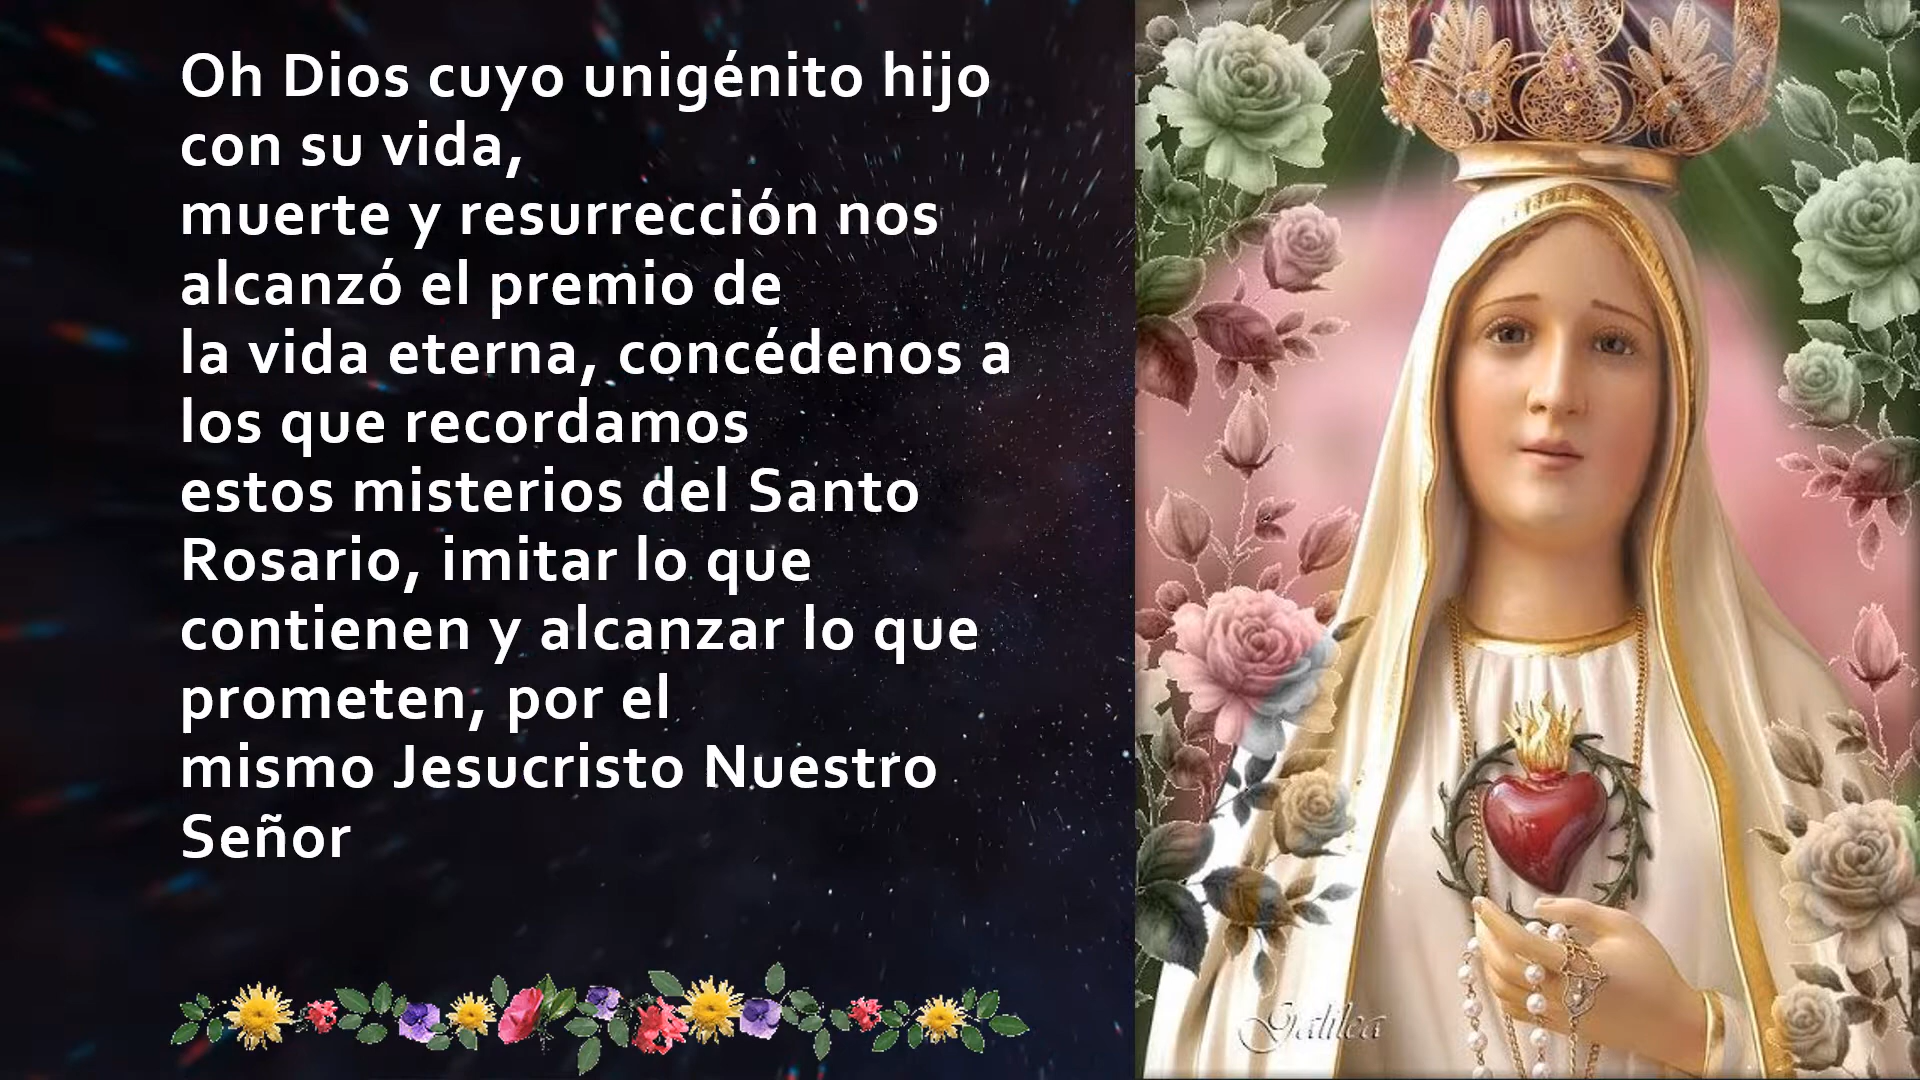 Oh Dios cuyo unigénito hijo
con su vida,
muerte y resurrección nos
alcanzó el premio de
la vida eterna, concédenos a
los que recordamos
estos misterios del Santo
Rosario, imitar lo que
contienen y alcanzar lo que
prometen, por el
mismo Jesucristo Nuestro
Señor
Galilea